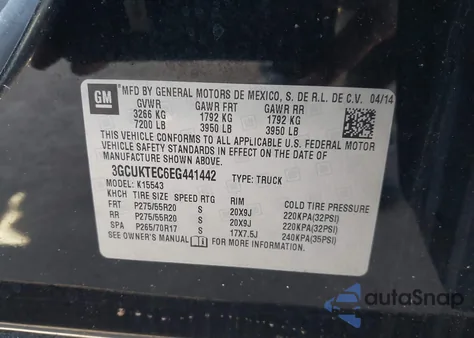 GM
MFD BY GENERAL MOTORS DE MEXICO, S. DE R.L. DE C.V. 04/14
GVWR GAWR FRT GAWR RR
3266 KG 1792 KG 1792 KG
7200 LB 3950 LB 3950 LB
THIS VEHICLE CONFORMS TO ALL APPLICABLE U.S. FEDERAL MOTOR
VEHICLE SAFETY STANDARDS IN EFFECT ON THE DATE OF
MANUFACTURE SHOWN ABOVE.
3GCUKTEC6EG441442 TYPE: TRUCK
MODEL: K15543
TIRE SIZE SPEED RTG RIM COLD TIRE PRESSURE
FRT P275/55R20 S 20X9J 220KPA(32PSI)
RR P275/55R20 S 20X9J 220KPA(32PSI)
SPA P265/70R17 S 17X7.5J 240KPA(35PSI)
SEE OWNER'S MANUAL
autoSnap